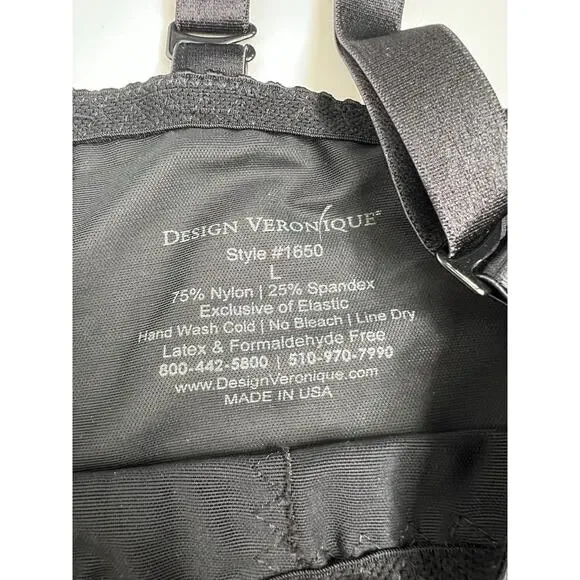 DESIGN VERONIQUE®
Style #1650
L
75% Nylon | 25% Spandex
Exclusive of Elastic
Hand Wash Cold | No Bleach | Line Dry
Latex & Formaldehyde Free
800-442-5800 | 510-970-7990
www.DesignVeronique.com
MADE IN USA